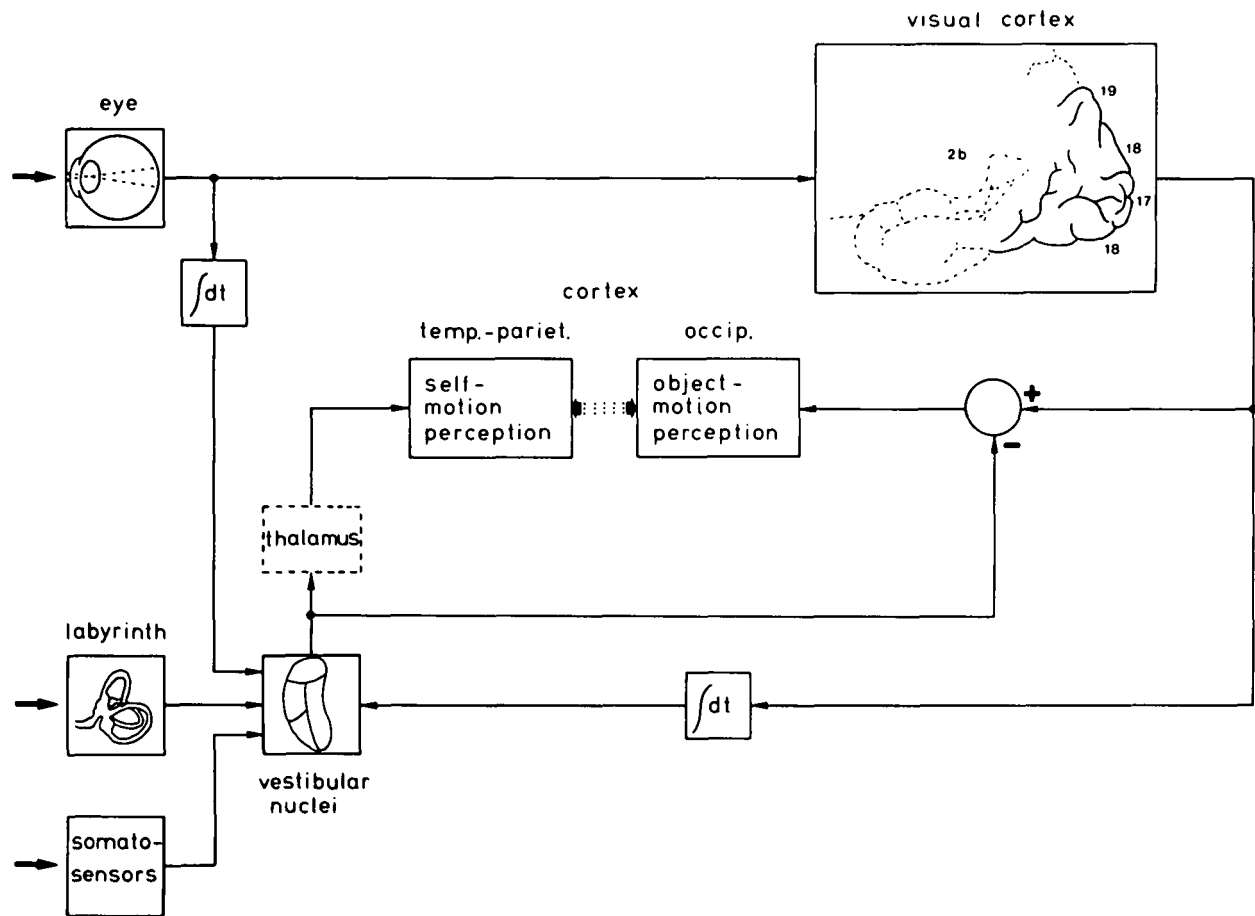 visual cortex
eye
19
18
2b
17
18
∫dt
cortex
temp.-pariet.
occip.
self-
motion
perception
object-
motion
perception
+
−
thalamus
labyrinth
∫dt
vestibular
nuclei
somato-
sensors